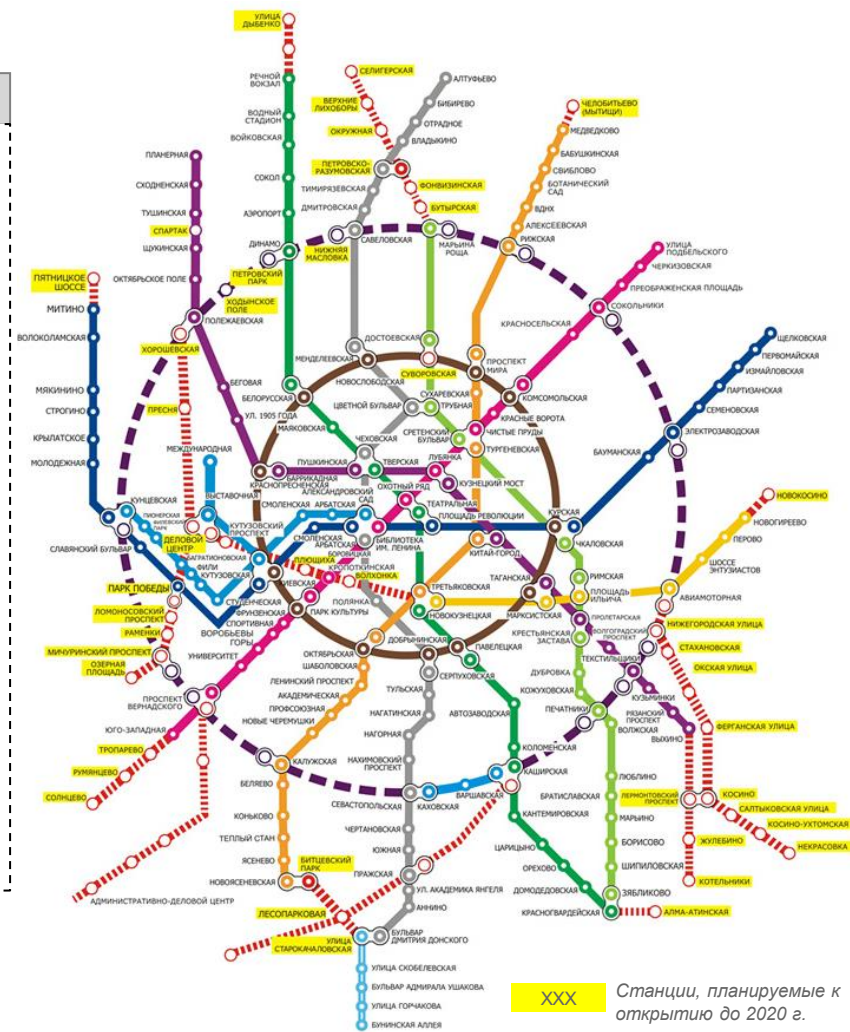 УЛИЦА
ДЫБЕНКО
РЕЧНОЙ
ВОКЗАЛ
ВОДНЫЙ
СТАДИОН
ВОЙКОВСКАЯ
СОКОЛ
АЭРОПОРТ
ДИНАМО
ПЕТРОВСКИЙ
ПАРК
ХОДЫНСКОЕ
ПОЛЕ
НИЖНЯЯ
МАСЛОВКА
СЕЛИГЕРСКАЯ
ВЕРХНИЕ
ЛИХОБОРЫ
ОКРУЖНАЯ
ПЕТРОВСКО-
РАЗУМОВСКАЯ
ФОНВИЗИНСКАЯ
БУТЫРСКАЯ
АЛТУФЬЕВО
БИБИРЕВО
ОТРАДНОЕ
ВЛАДЫКИНО
ТИМИРЯЗЕВСКАЯ
ДМИТРОВСКАЯ
САВЕЛОВСКАЯ
МАРЬИНА
РОЩА
ЧЕЛОБИТЬЕВО
(МЫТИЩИ)
МЕДВЕДКОВО
БАБУШКИНСКАЯ
СВИБЛОВО
БОТАНИЧЕСКИЙ
САД
ВДНХ
АЛЕКСЕЕВСКАЯ
РИЖСКАЯ
УЛИЦА
ПОДБЕЛЬСКОГО
ЧЕРКИЗОВСКАЯ
ПРЕОБРАЖЕНСКАЯ ПЛОЩАДЬ
СОКОЛЬНИКИ
КРАСНОСЕЛЬСКАЯ
КОМСОМОЛЬСКАЯ
ПЛАНЕРНАЯ
СХОДНЕНСКАЯ
ТУШИНСКАЯ
СПАРТАК
ЩУКИНСКАЯ
ОКТЯБРЬСКОЕ ПОЛЕ
ПОЛЕЖАЕВСКАЯ
ХОРОШЕВСКАЯ
ПРЕСНЯ
БЕГОВАЯ
УЛ. 1905 ГОДА
ПЯТНИЦКОЕ
ШОССЕ
МИТИНО
ВОЛОКОЛАМСКАЯ
МЯКИНИНО
СТРОГИНО
КРЫЛАТСКОЕ
МОЛОДЕЖНАЯ
ДОСТОЕВСКАЯ
МЕНДЕЛЕЕВСКАЯ
НОВОСЛОБОДСКАЯ
СУВОРОВСКАЯ
ПРОСПЕКТ
МИРА
БЕЛОРУССКАЯ
МАЯКОВСКАЯ
ЦВЕТНОЙ БУЛЬВАР
СУХАРЕВСКАЯ
ТРУБНАЯ
КРАСНЫЕ ВОРОТА
СРЕТЕНСКИЙ
БУЛЬВАР
ЧИСТЫЕ ПРУДЫ
ТУРГЕНЕВСКАЯ
ЧЕХОВСКАЯ
ПУШКИНСКАЯ
ТВЕРСКАЯ
ЛУБЯНКА
КУЗНЕЦКИЙ МОСТ
БАРРИКАДНАЯ
КРАСНОПРЕСНЕНСКАЯ
ОХОТНЫЙ РЯД
ТЕАТРАЛЬНАЯ
ПЛОЩАДЬ РЕВОЛЮЦИИ
АЛЕКСАНДРОВСКИЙ
САД
ЩЕЛКОВСКАЯ
ПЕРВОМАЙСКАЯ
ИЗМАЙЛОВСКАЯ
ПАРТИЗАНСКАЯ
СЕМЕНОВСКАЯ
ЭЛЕКТРОЗАВОДСКАЯ
БАУМАНСКАЯ
КУРСКАЯ
МЕЖДУНАРОДНАЯ
ВЫСТАВОЧНАЯ
СМОЛЕНСКАЯ
АРБАТСКАЯ
СМОЛЕНСКАЯ
АРБАТСКАЯ
БОРОВИЦКАЯ
БИБЛИОТЕКА
ИМ. ЛЕНИНА
КРОПОТКИНСКАЯ
КУНЦЕВСКАЯ
ПИОНЕРСКАЯ
ФИЛЕВСКИЙ
ПАРК
БАГРАТИОНОВСКАЯ
ФИЛИ
КУТУЗОВСКАЯ
СТУДЕНЧЕСКАЯ
КУТУЗОВСКИЙ
ПРОСПЕКТ
ДЕЛОВОЙ
ЦЕНТР
КИЕВСКАЯ
ПЛЮЩИХА
ВОЛХОНКА
СЛАВЯНСКИЙ БУЛЬВАР
ПАРК ПОБЕДЫ
ЛОМОНОСОВСКИЙ
ПРОСПЕКТ
РАМЕНКИ
МИЧУРИНСКИЙ ПРОСПЕКТ
ОЗЕРНАЯ
ПЛОЩАДЬ
ФРУНЗЕНСКАЯ
СПОРТИВНАЯ
ВОРОБЬЕВЫ
ГОРЫ
УНИВЕРСИТЕТ
ПРОСПЕКТ
ВЕРНАДСКОГО
ЮГО-ЗАПАДНАЯ
ТРОПАРЕВО
РУМЯНЦЕВО
СОЛНЦЕВО
АДМИНИСТРАТИВНО-ДЕЛОВОЙ ЦЕНТР
ПАРК КУЛЬТУРЫ
ПОЛЯНКА
КИТАЙ-ГОРОД
ТРЕТЬЯКОВСКАЯ
НОВОКУЗНЕЦКАЯ
ТАГАНСКАЯ
МАРКСИСТСКАЯ
ЧКАЛОВСКАЯ
РИМСКАЯ
ПЛОЩАДЬ
ИЛЬИЧА
НОВОКОСИНО
НОВОГИРЕЕВО
ПЕРОВО
ШОССЕ
ЭНТУЗИАСТОВ
АВИАМОТОРНАЯ
НИЖЕГОРОДСКАЯ УЛИЦА
СТАХАНОВСКАЯ
ОКСКАЯ УЛИЦА
ФЕРГАНСКАЯ УЛИЦА
КОСИНО
САЛТЫКОВСКАЯ УЛИЦА
КОСИНО-УХТОМСКАЯ
НЕКРАСОВКА
ПРОЛЕТАРСКАЯ
КРЕСТЬЯНСКАЯ
ЗАСТАВА
ВОЛГОГРАДСКИЙ
ПРОСПЕКТ
ТЕКСТИЛЬЩИКИ
КУЗЬМИНКИ
РЯЗАНСКИЙ
ПРОСПЕКТ
ВЫХИНО
ЛЕРМОНТОВСКИЙ
ПРОСПЕКТ
ЖУЛЕБИНО
КОТЕЛЬНИКИ
ДУБРОВКА
КОЖУХОВСКАЯ
ПЕЧАТНИКИ
ВОЛЖСКАЯ
ЛЮБЛИНО
БРАТИСЛАВСКАЯ
МАРЬИНО
БОРИСОВО
ШИПИЛОВСКАЯ
ЗЯБЛИКОВО
КРАСНОГВАРДЕЙСКАЯ
АЛМА-АТИНСКАЯ
ДОБРЫНИНСКАЯ
ПАВЕЛЕЦКАЯ
СЕРПУХОВСКАЯ
ОКТЯБРЬСКАЯ
ШАБОЛОВСКАЯ
ЛЕНИНСКИЙ ПРОСПЕКТ
АКАДЕМИЧЕСКАЯ
ПРОФСОЮЗНАЯ
НОВЫЕ ЧЕРЕМУШКИ
КАЛУЖСКАЯ
БЕЛЯЕВО
КОНЬКОВО
ТЕПЛЫЙ СТАН
ЯСЕНЕВО
НОВОЯСЕНЕВСКАЯ
БИТЦЕВСКИЙ
ПАРК
ЛЕСОПАРКОВАЯ
УЛИЦА
СТАРОКАЧАЛОВСКАЯ
ТУЛЬСКАЯ
НАГАТИНСКАЯ
НАГОРНАЯ
НАХИМОВСКИЙ
ПРОСПЕКТ
СЕВАСТОПОЛЬСКАЯ
КАХОВСКАЯ
ВАРШАВСКАЯ
ЧЕРТАНОВСКАЯ
ЮЖНАЯ
ПРАЖСКАЯ
УЛ. АКАДЕМИКА ЯНГЕЛЯ
АННИНО
БУЛЬВАР
ДМИТРИЯ ДОНСКОГО
УЛИЦА СКОБЕЛЕВСКАЯ
БУЛЬВАР АДМИРАЛА УШАКОВА
УЛИЦА ГОРЧАКОВА
БУНИНСКАЯ АЛЛЕЯ
АВТОЗАВОДСКАЯ
КОЛОМЕНСКАЯ
КАШИРСКАЯ
КАНТЕМИРОВСКАЯ
ЦАРИЦЫНО
ОРЕХОВО
ДОМОДЕДОВСКАЯ
XXX
Станции, планируемые к
открытию до 2020 г.